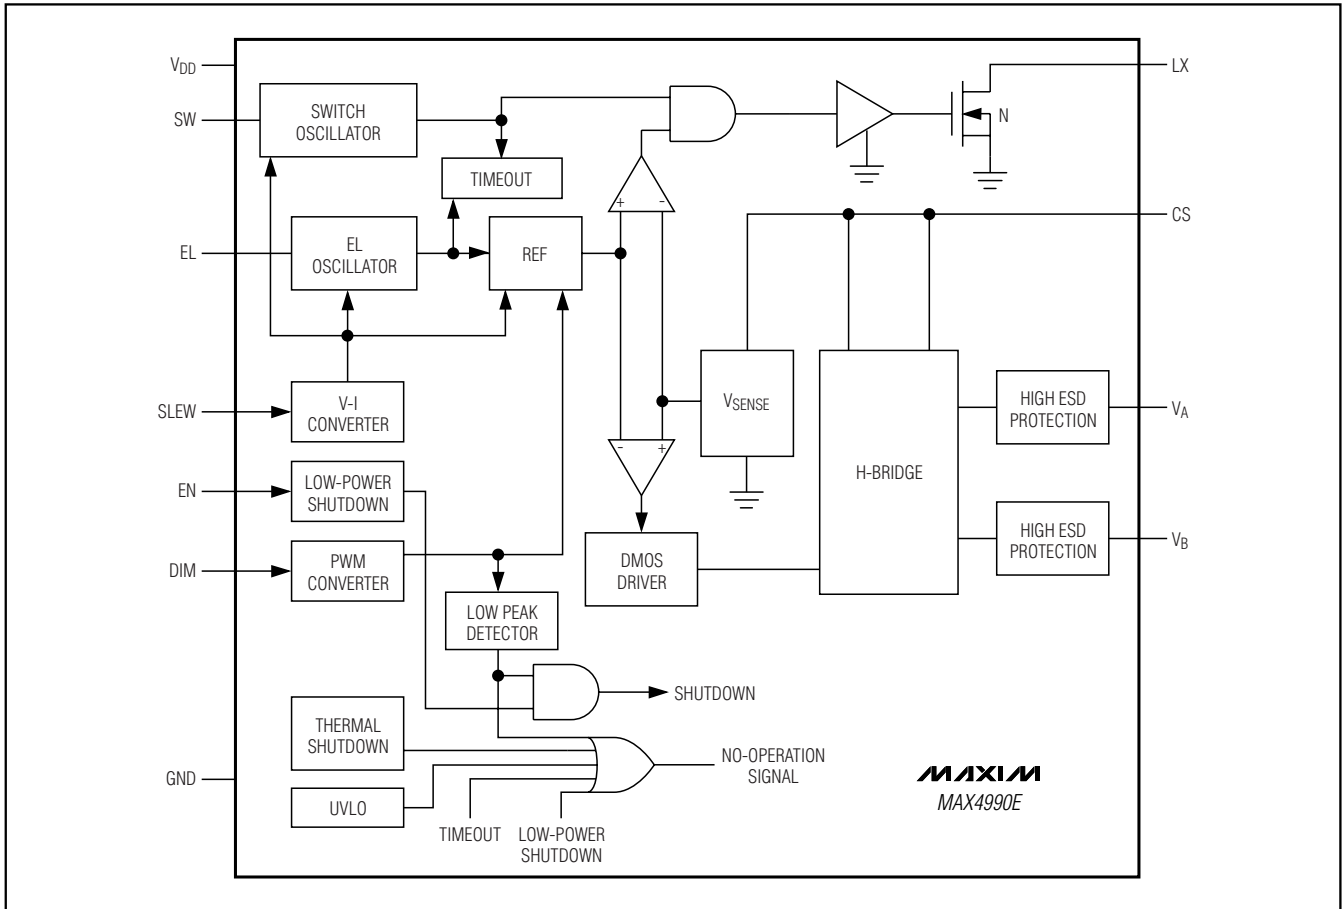 VDD
LX
SW
SWITCH
OSCILLATOR
N
TIMEOUT
+
-
CS
EL
EL
OSCILLATOR
REF
SLEW
V-I
CONVERTER
VSENSE
HIGH ESD
PROTECTION
VA
-
+
H-BRIDGE
EN
LOW-POWER
SHUTDOWN
DIM
PWM
CONVERTER
DMOS
DRIVER
HIGH ESD
PROTECTION
VB
LOW PEAK
DETECTOR
SHUTDOWN
THERMAL
SHUTDOWN
NO-OPERATION
SIGNAL
GND
UVLO
TIMEOUT
LOW-POWER
SHUTDOWN
MAXIM
MAX4990E